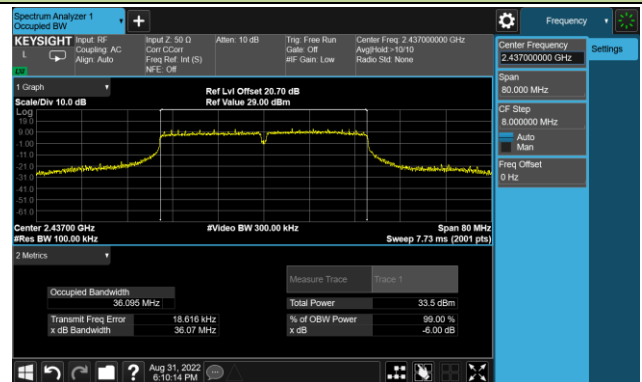 Spectrum Analyzer 1
Occupied BW
+
Frequency
KEYSIGHT
L
LW
Input: RF
Coupling: AC
Align: Auto
Input Z: 50 Ω
Corr CCorr
Freq Ref: Int (S)
NFE: Off
Atten: 10 dB
Trig: Free Run
Gate: Off
#IF Gain: Low
Center Freq: 2.437000000 GHz
Avg|Hold:>10/10
Radio Std: None
Center Frequency
2.437000000 GHz
Settings
Span
80.000 MHz
CF Step
8.000000 MHz
Auto
Man
Freq Offset
0 Hz
1 Graph
Scale/Div 10.0 dB
Ref Lvl Offset 20.70 dB
Ref Value 29.00 dBm
Log
19.0
9.00
-1.00
-11.0
-21.0
-31.0
-41.0
-51.0
-61.0
Center 2.43700 GHz
#Res BW 100.00 kHz
#Video BW 300.00 kHz
Span 80 MHz
Sweep 7.73 ms (2001 pts)
2 Metrics
Measure Trace
Trace 1
Occupied Bandwidth
36.095 MHz
Total Power
33.5 dBm
Transmit Freq Error
18.616 kHz
% of OBW Power
99.00 %
x dB Bandwidth
36.07 MHz
x dB
-6.00 dB
?
Aug 31, 2022
6:10:14 PM